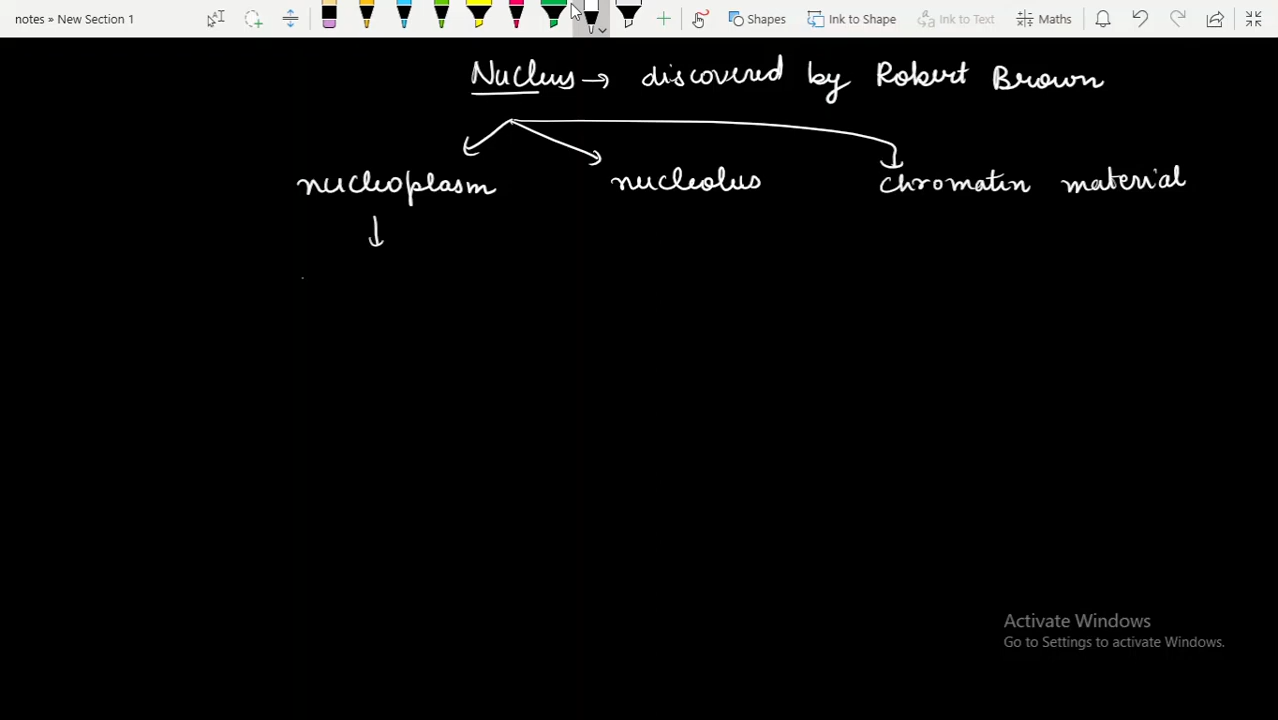 notes » New Section 1
Shapes
Ink to Shape
Ink to Text
Maths
Nucleus → discovered by Robert Brown
nucleoplasm nucleolus chromatin material
Activate Windows
Go to Settings to activate Windows.